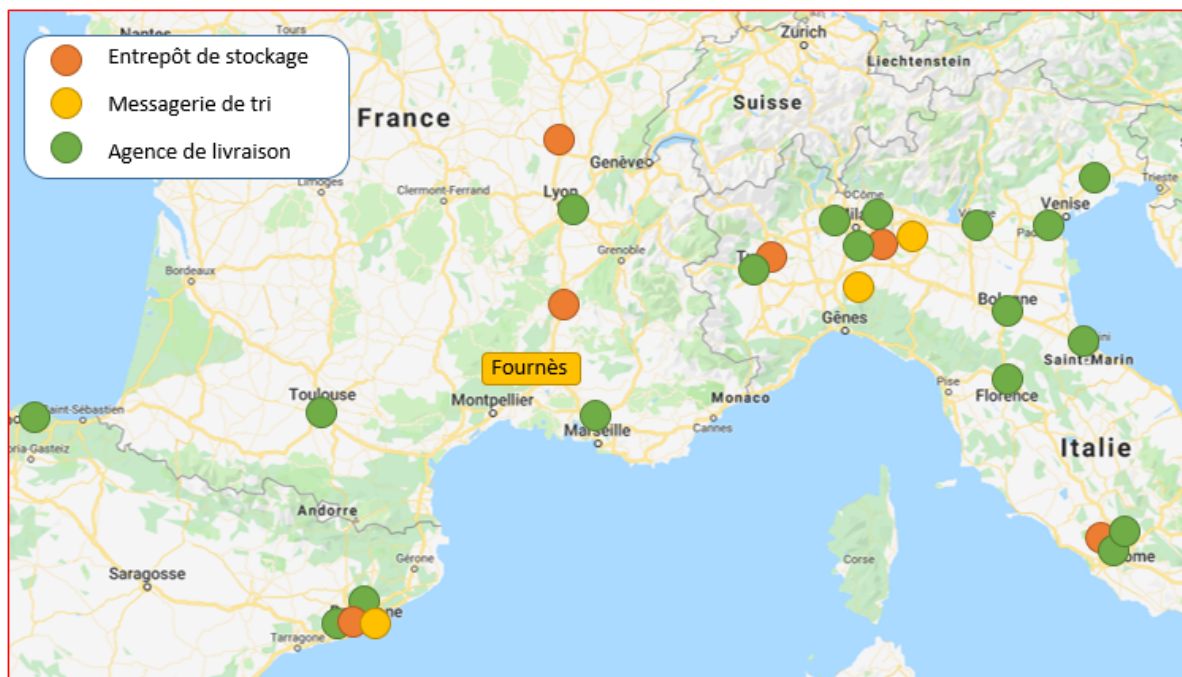 Entrepôt de stockage
Messagerie de tri
Agence de livraison
Nantes
Tours
Zurich
Liechtenstein
Suisse
France
Genève
Limoges
Clermont-Ferrand
Lyon
Côme
Trieste
Venise
Grenoble
Bordeaux
Gênes
Fournès
Saint-Marin
Toulouse
Montpellier
Monaco
Pise
Florence
Saint-Sébastien
Marseille
Cannes
Italie
Andorre
Corse
Gérone
Saragosse
Tarragone